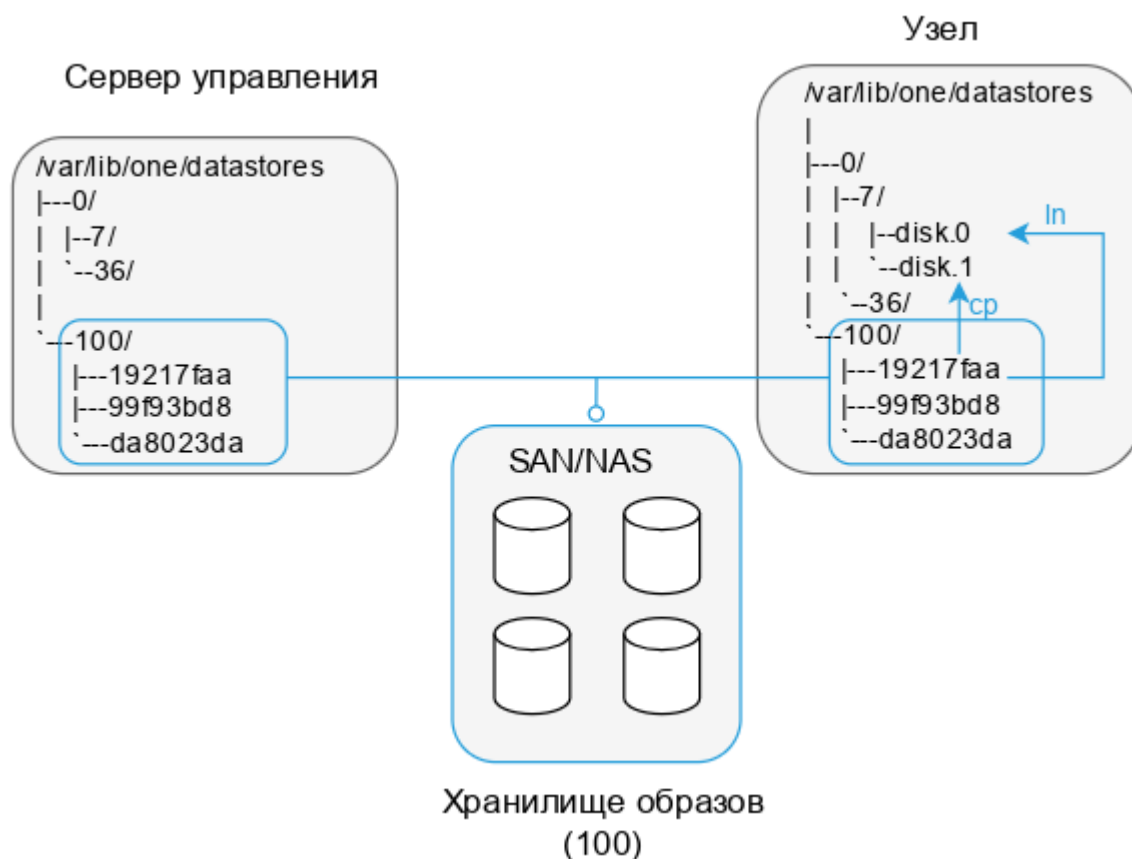 Сервер управления
/var/lib/one/datastores
|---0/
|   |--7/
|   `--36/
|
`---100/
|---19217faa
|---99f93bd8
`---da8023da
Узел
/var/lib/one/datastores
|
|---0/
|   |--7/
|   |   |--disk.0
|   |   `--disk.1
|   `--36/
`---100/
|---19217faa
|---99f93bd8
`---da8023da
ln
cp
SAN/NAS
Хранилище образов
(100)